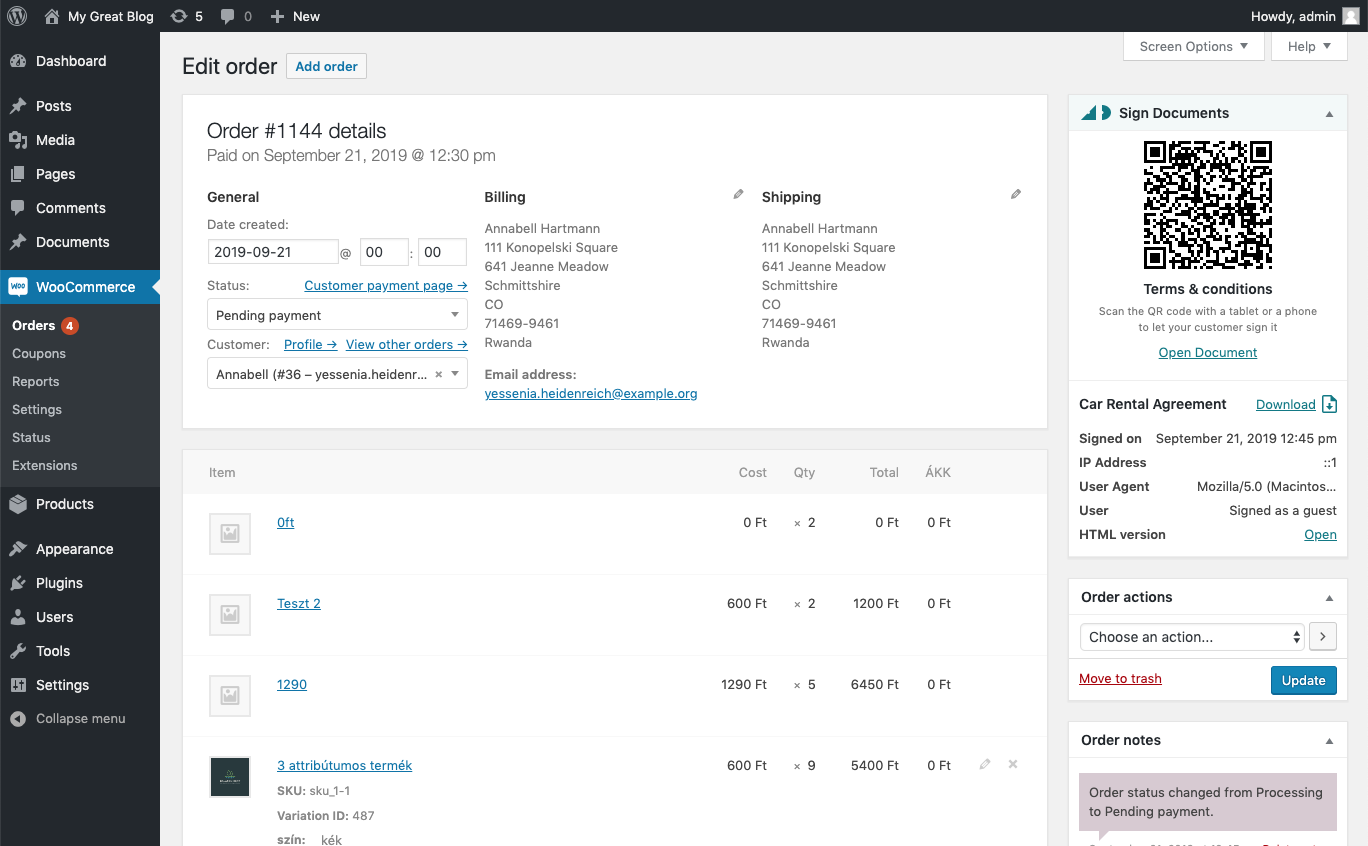 My Great Blog 5 0 New Howdy, admin
Screen Options Help
Dashboard
Posts
Media
Pages
Comments
Documents
WooCommerce
Orders 4
Coupons
Reports
Settings
Status
Extensions
Products
Appearance
Plugins
Users
Tools
Settings
Collapse menu
Edit order Add order
Order #1144 details
Paid on September 21, 2019 @ 12:30 pm
General
Date created:
2019-09-21 @ 00 : 00
Status: Customer payment page →
Pending payment
Customer: Profile → View other orders →
Annabell (#36 – yessenia.heidenr... ×
Billing
Annabell Hartmann
111 Konopelski Square
641 Jeanne Meadow
Schmittshire
CO
71469-9461
Rwanda
Email address:
yessenia.heidenreich@example.org
Shipping
Annabell Hartmann
111 Konopelski Square
641 Jeanne Meadow
Schmittshire
CO
71469-9461
Rwanda
Item Cost Qty Total ÁKK
0ft 0 Ft × 2 0 Ft 0 Ft
Teszt 2 600 Ft × 2 1200 Ft 0 Ft
1290 1290 Ft × 5 6450 Ft 0 Ft
3 attribútumos termék 600 Ft × 9 5400 Ft 0 Ft
SKU: sku_1-1
Variation ID: 487
szín: kék
Sign Documents
Terms & conditions
Scan the QR code with a tablet or a phone
to let your customer sign it
Open Document
Car Rental Agreement Download
Signed on September 21, 2019 12:45 pm
IP Address ::1
User Agent Mozilla/5.0 (Macintos...
User Signed as a guest
HTML version Open
Order actions
Choose an action...
Move to trash Update
Order notes
Order status changed from Processing
to Pending payment.